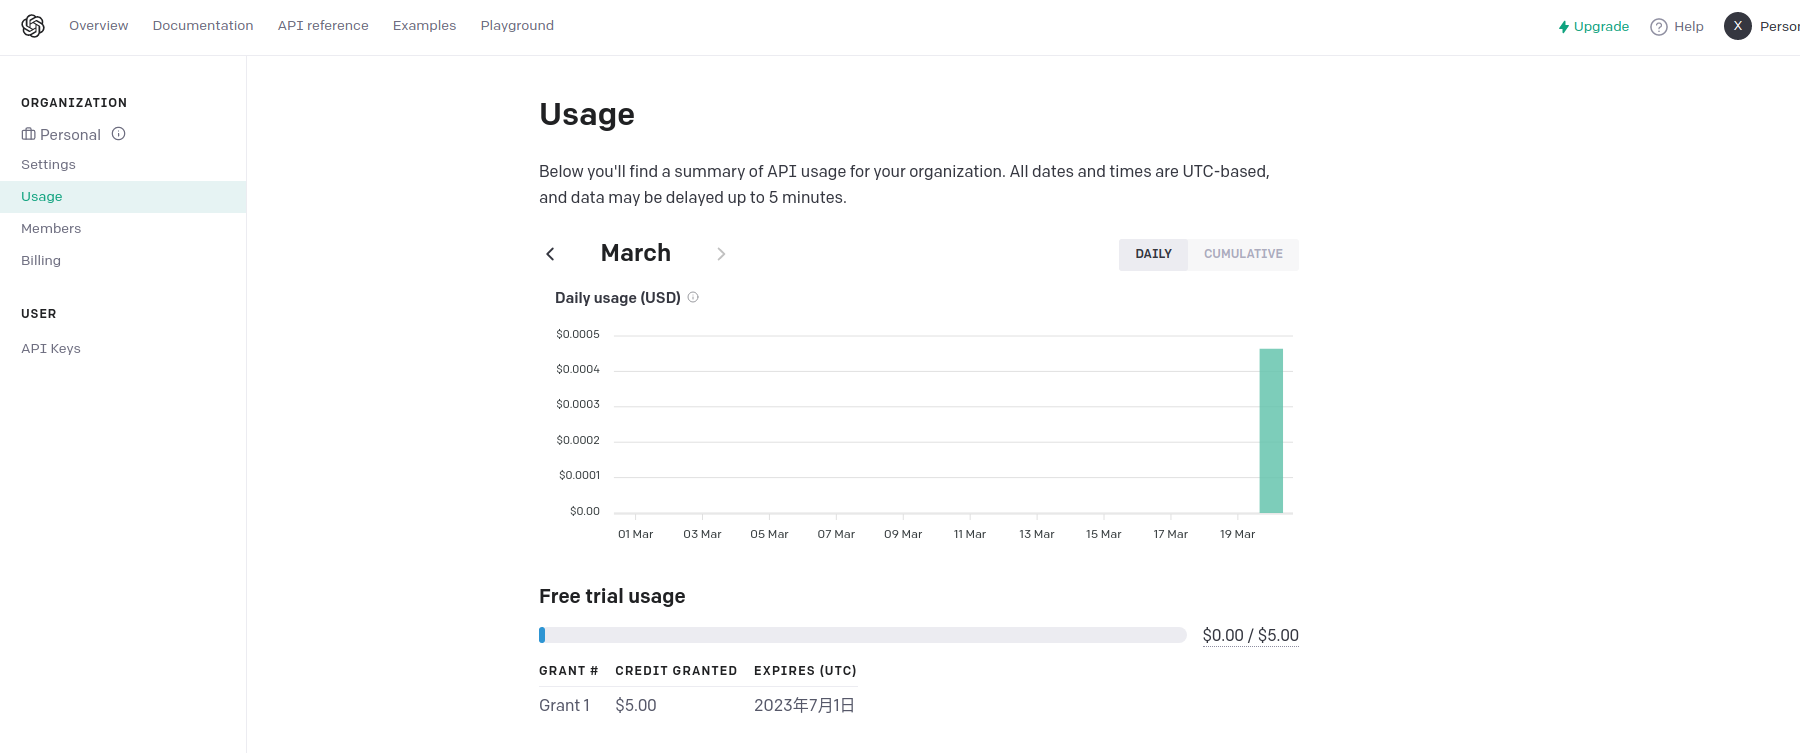 Overview Documentation API reference Examples Playground Upgrade Help X Person
ORGANIZATION
Personal
Settings
Usage
Members
Billing
USER
API Keys
Usage
Below you'll find a summary of API usage for your organization. All dates and times are UTC-based,
and data may be delayed up to 5 minutes.
March DAILY CUMULATIVE
Daily usage (USD)
$0.0005
$0.0004
$0.0003
$0.0002
$0.0001
$0.00
01 Mar 03 Mar 05 Mar 07 Mar 09 Mar 11 Mar 13 Mar 15 Mar 17 Mar 19 Mar
Free trial usage
$0.00 / $5.00
GRANT # CREDIT GRANTED EXPIRES (UTC)
Grant 1 $5.00 2023年7月1日